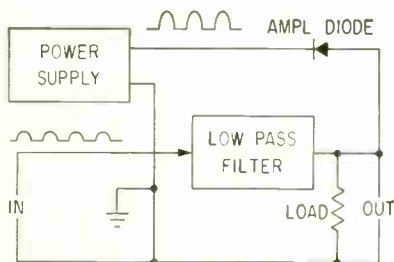 AMPL DIODE
POWER
SUPPLY
LOW PASS
FILTER
IN
LOAD
OUT